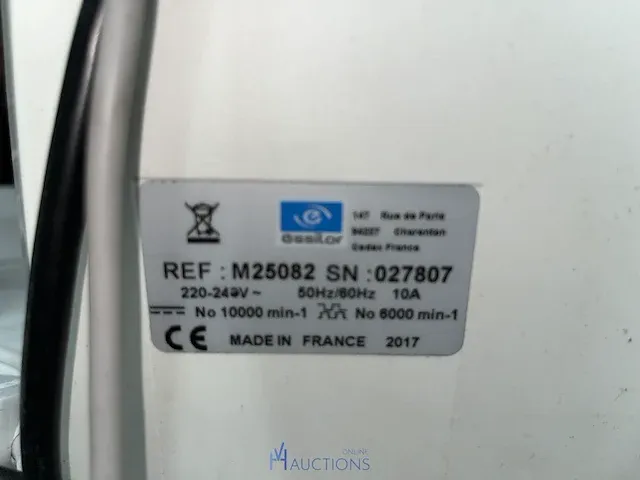 essilor
147 Rue de Paris
94227 Charenton
Cedex France
REF : M25082 SN :027807
220-240V ~ 50Hz/60Hz 10A
No 10000 min-1 No 6000 min-1
CE MADE IN FRANCE 2017
ONLINE
AUCTIONS